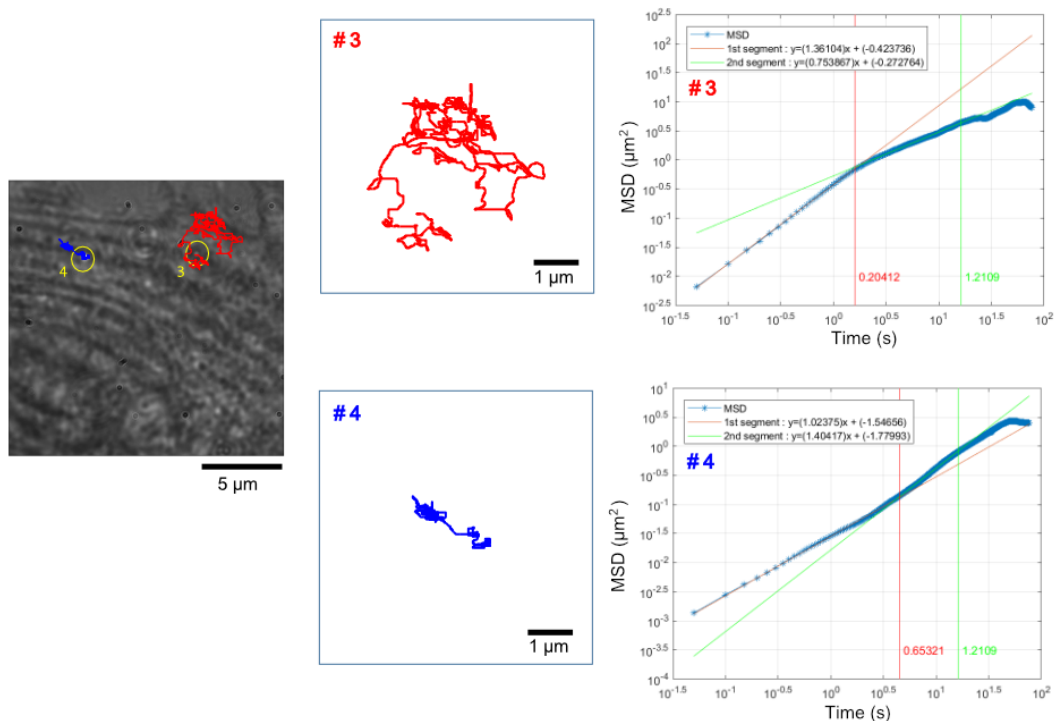 4
3
5 µm
#3
1 µm
#4
1 µm
MSD
1st segment : y=(1.36104)x + (-0.423736)
2nd segment : y=(0.753867)x + (-0.272764)
#3
10^2.5
10^2
10^1.5
10^1
10^0.5
10^0
10^-0.5
10^-1
10^-1.5
10^-2
10^-2.5
MSD (µm²)
0.20412
1.2109
10^-1.5 10^-1 10^-0.5 10^0 10^0.5 10^1 10^1.5 10^2
Time (s)
MSD
1st segment : y=(1.02375)x + (-1.54656)
2nd segment : y=(1.40417)x + (-1.77993)
#4
10^1
10^0.5
10^0
10^-0.5
10^-1
10^-1.5
10^-2
10^-2.5
10^-3
10^-3.5
10^-4
MSD (µm²)
0.65321
1.2109
10^-1.5 10^-1 10^-0.5 10^0 10^0.5 10^1 10^1.5 10^2
Time (s)